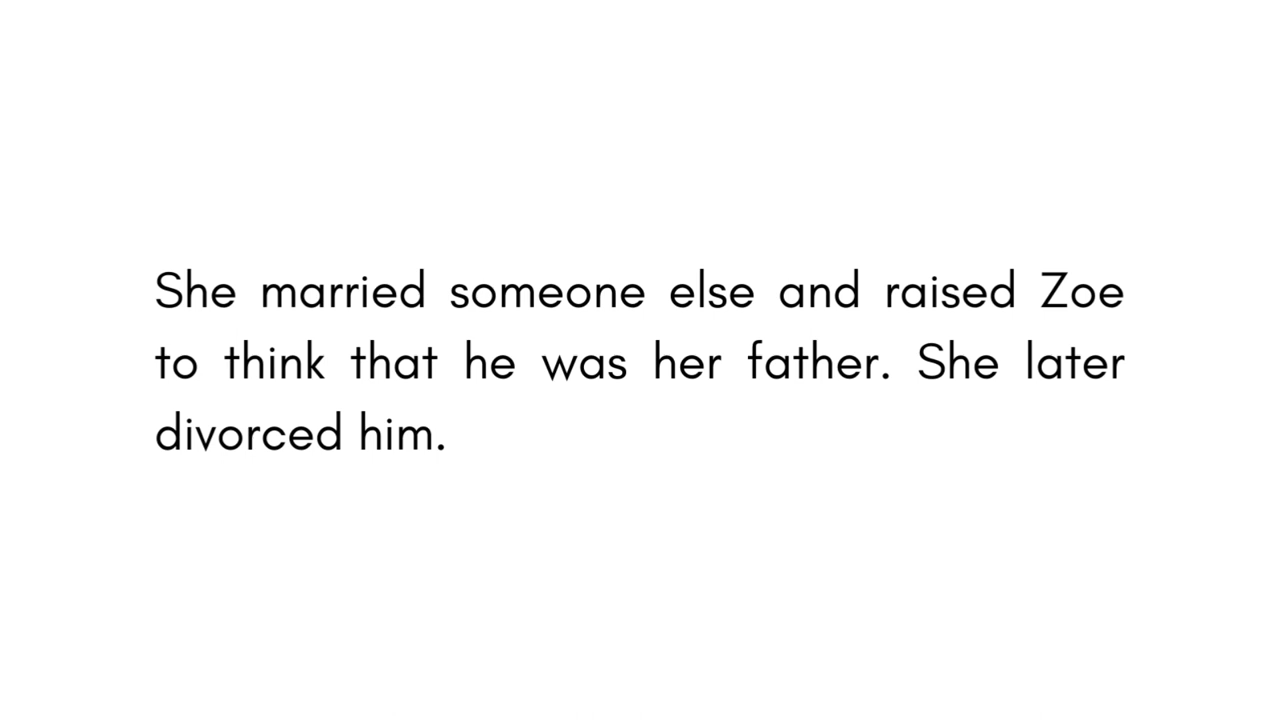 She married someone else and raised Zoe
to think that he was her father. She later
divorced him.